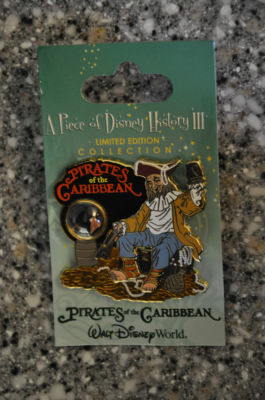 A Piece of Disney History III
LIMITED EDITION
COLLECTION
PIRATES
of the
CARIBBEAN
PIRATES of the CARIBBEAN
WALT DISNEY World.